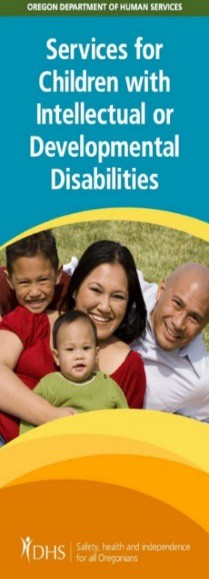 OREGON DEPARTMENT OF HUMAN SERVICES
Services for
Children with
Intellectual or
Developmental
Disabilities
DHS
Safety, health and independence
for all Oregonians